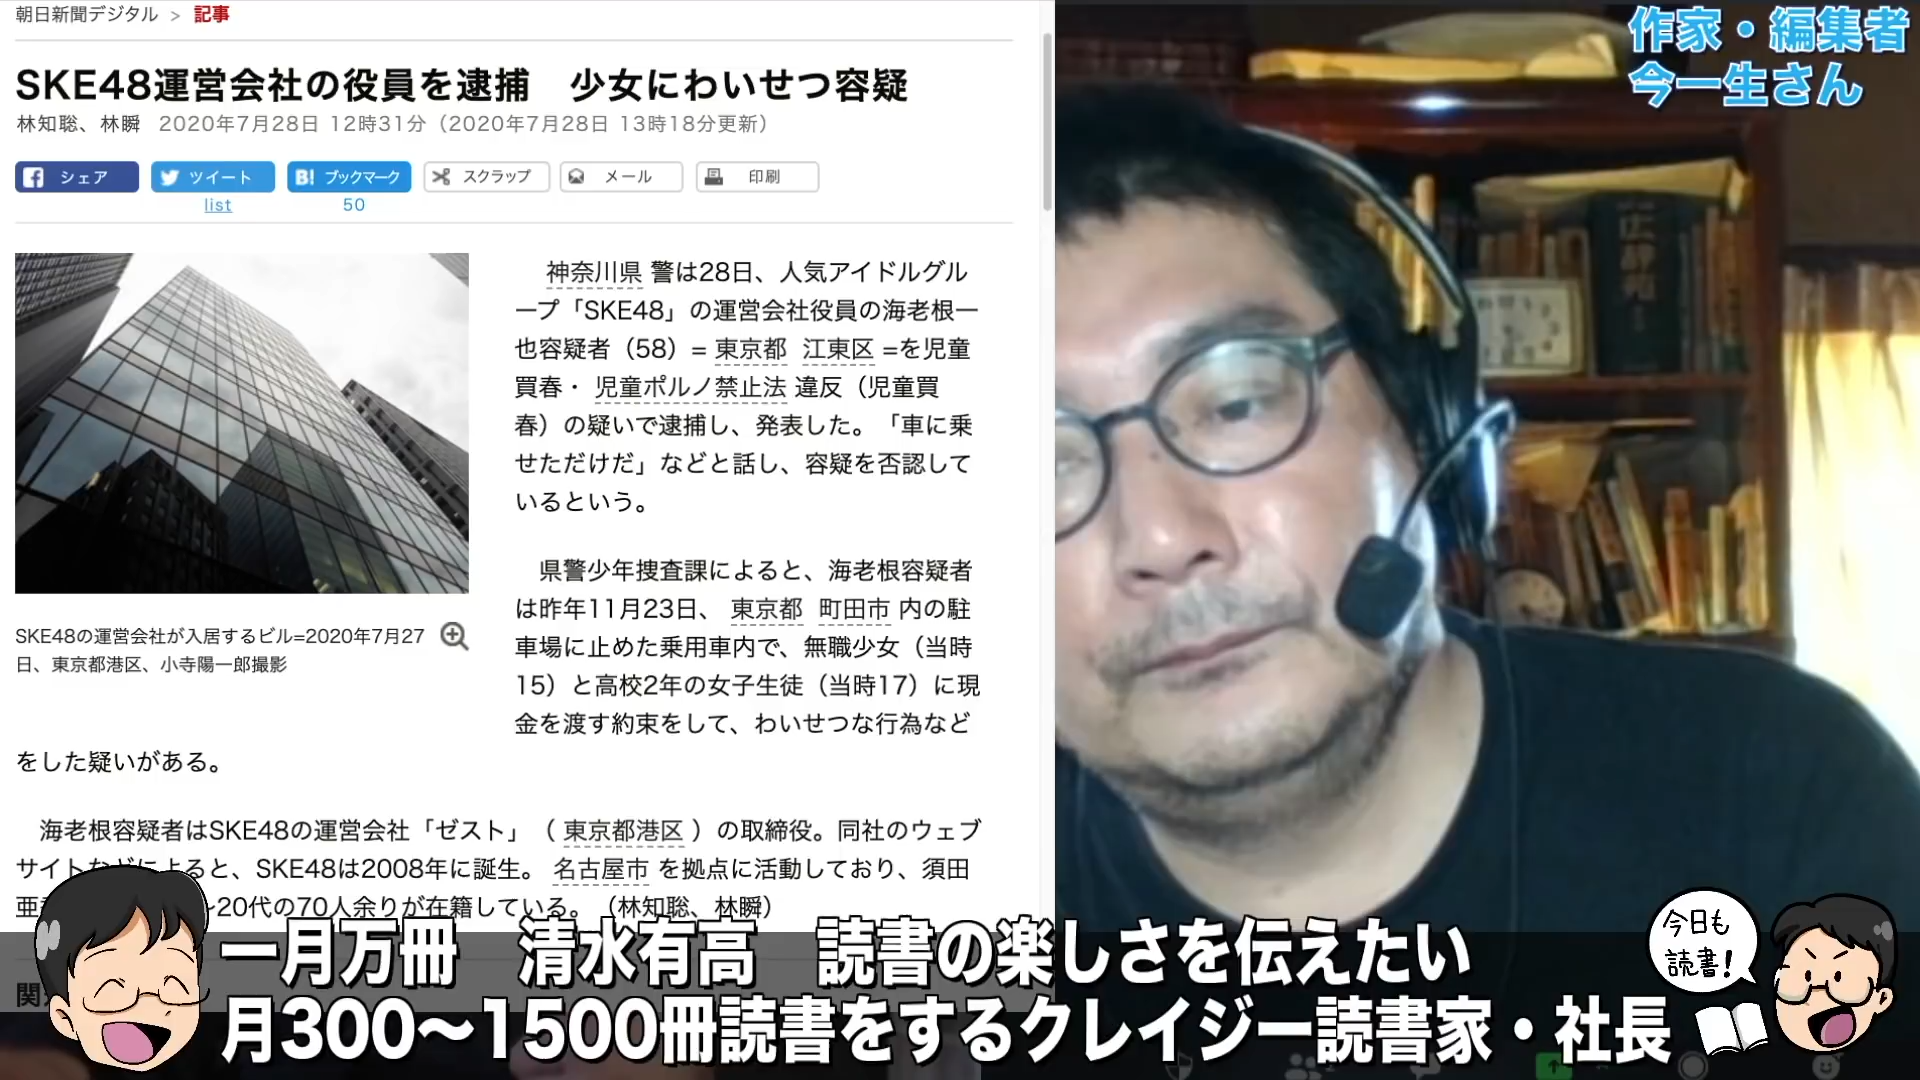 朝日新聞デジタル > 記事
SKE48運営会社の役員を逮捕　少女にわいせつ容疑
林知聡、林瞬　2020年7月28日 12時31分（2020年7月28日 13時18分更新）
シェア ツイート B! ブックマーク スクラップ メール 印刷
list 50
神奈川県 警は28日、人気アイドルグル
ープ「SKE48」の運営会社役員の海老根一
也容疑者（58）= 東京都 江東区 =を児童
買春・ 児童ポルノ禁止法 違反（児童買
春）の疑いで逮捕し、発表した。「車に乗
せただけだ」などと話し、容疑を否認して
いるという。
県警少年捜査課によると、海老根容疑者
は昨年11月23日、 東京都 町田市 内の駐
車場に止めた乗用車内で、無職少女（当時
15）と高校2年の女子生徒（当時17）に現
金を渡す約束をして、わいせつな行為など
をした疑いがある。
SKE48の運営会社が入居するビル=2020年7月27
日、東京都港区、小寺陽一郎撮影
海老根容疑者はSKE48の運営会社「ゼスト」（ 東京都港区 ）の取締役。同社のウェブ
サイトなどによると、SKE48は2008年に誕生。 名古屋市 を拠点に活動しており、須田
亜 20代の70人余りが在籍している。（林知聡、林瞬）
関
作家・編集者
今一生さん
広辞苑
一月万冊　清水有高　読書の楽しさを伝えたい
月300〜1500冊読書をするクレイジー読書家・社長
今日も
読書!